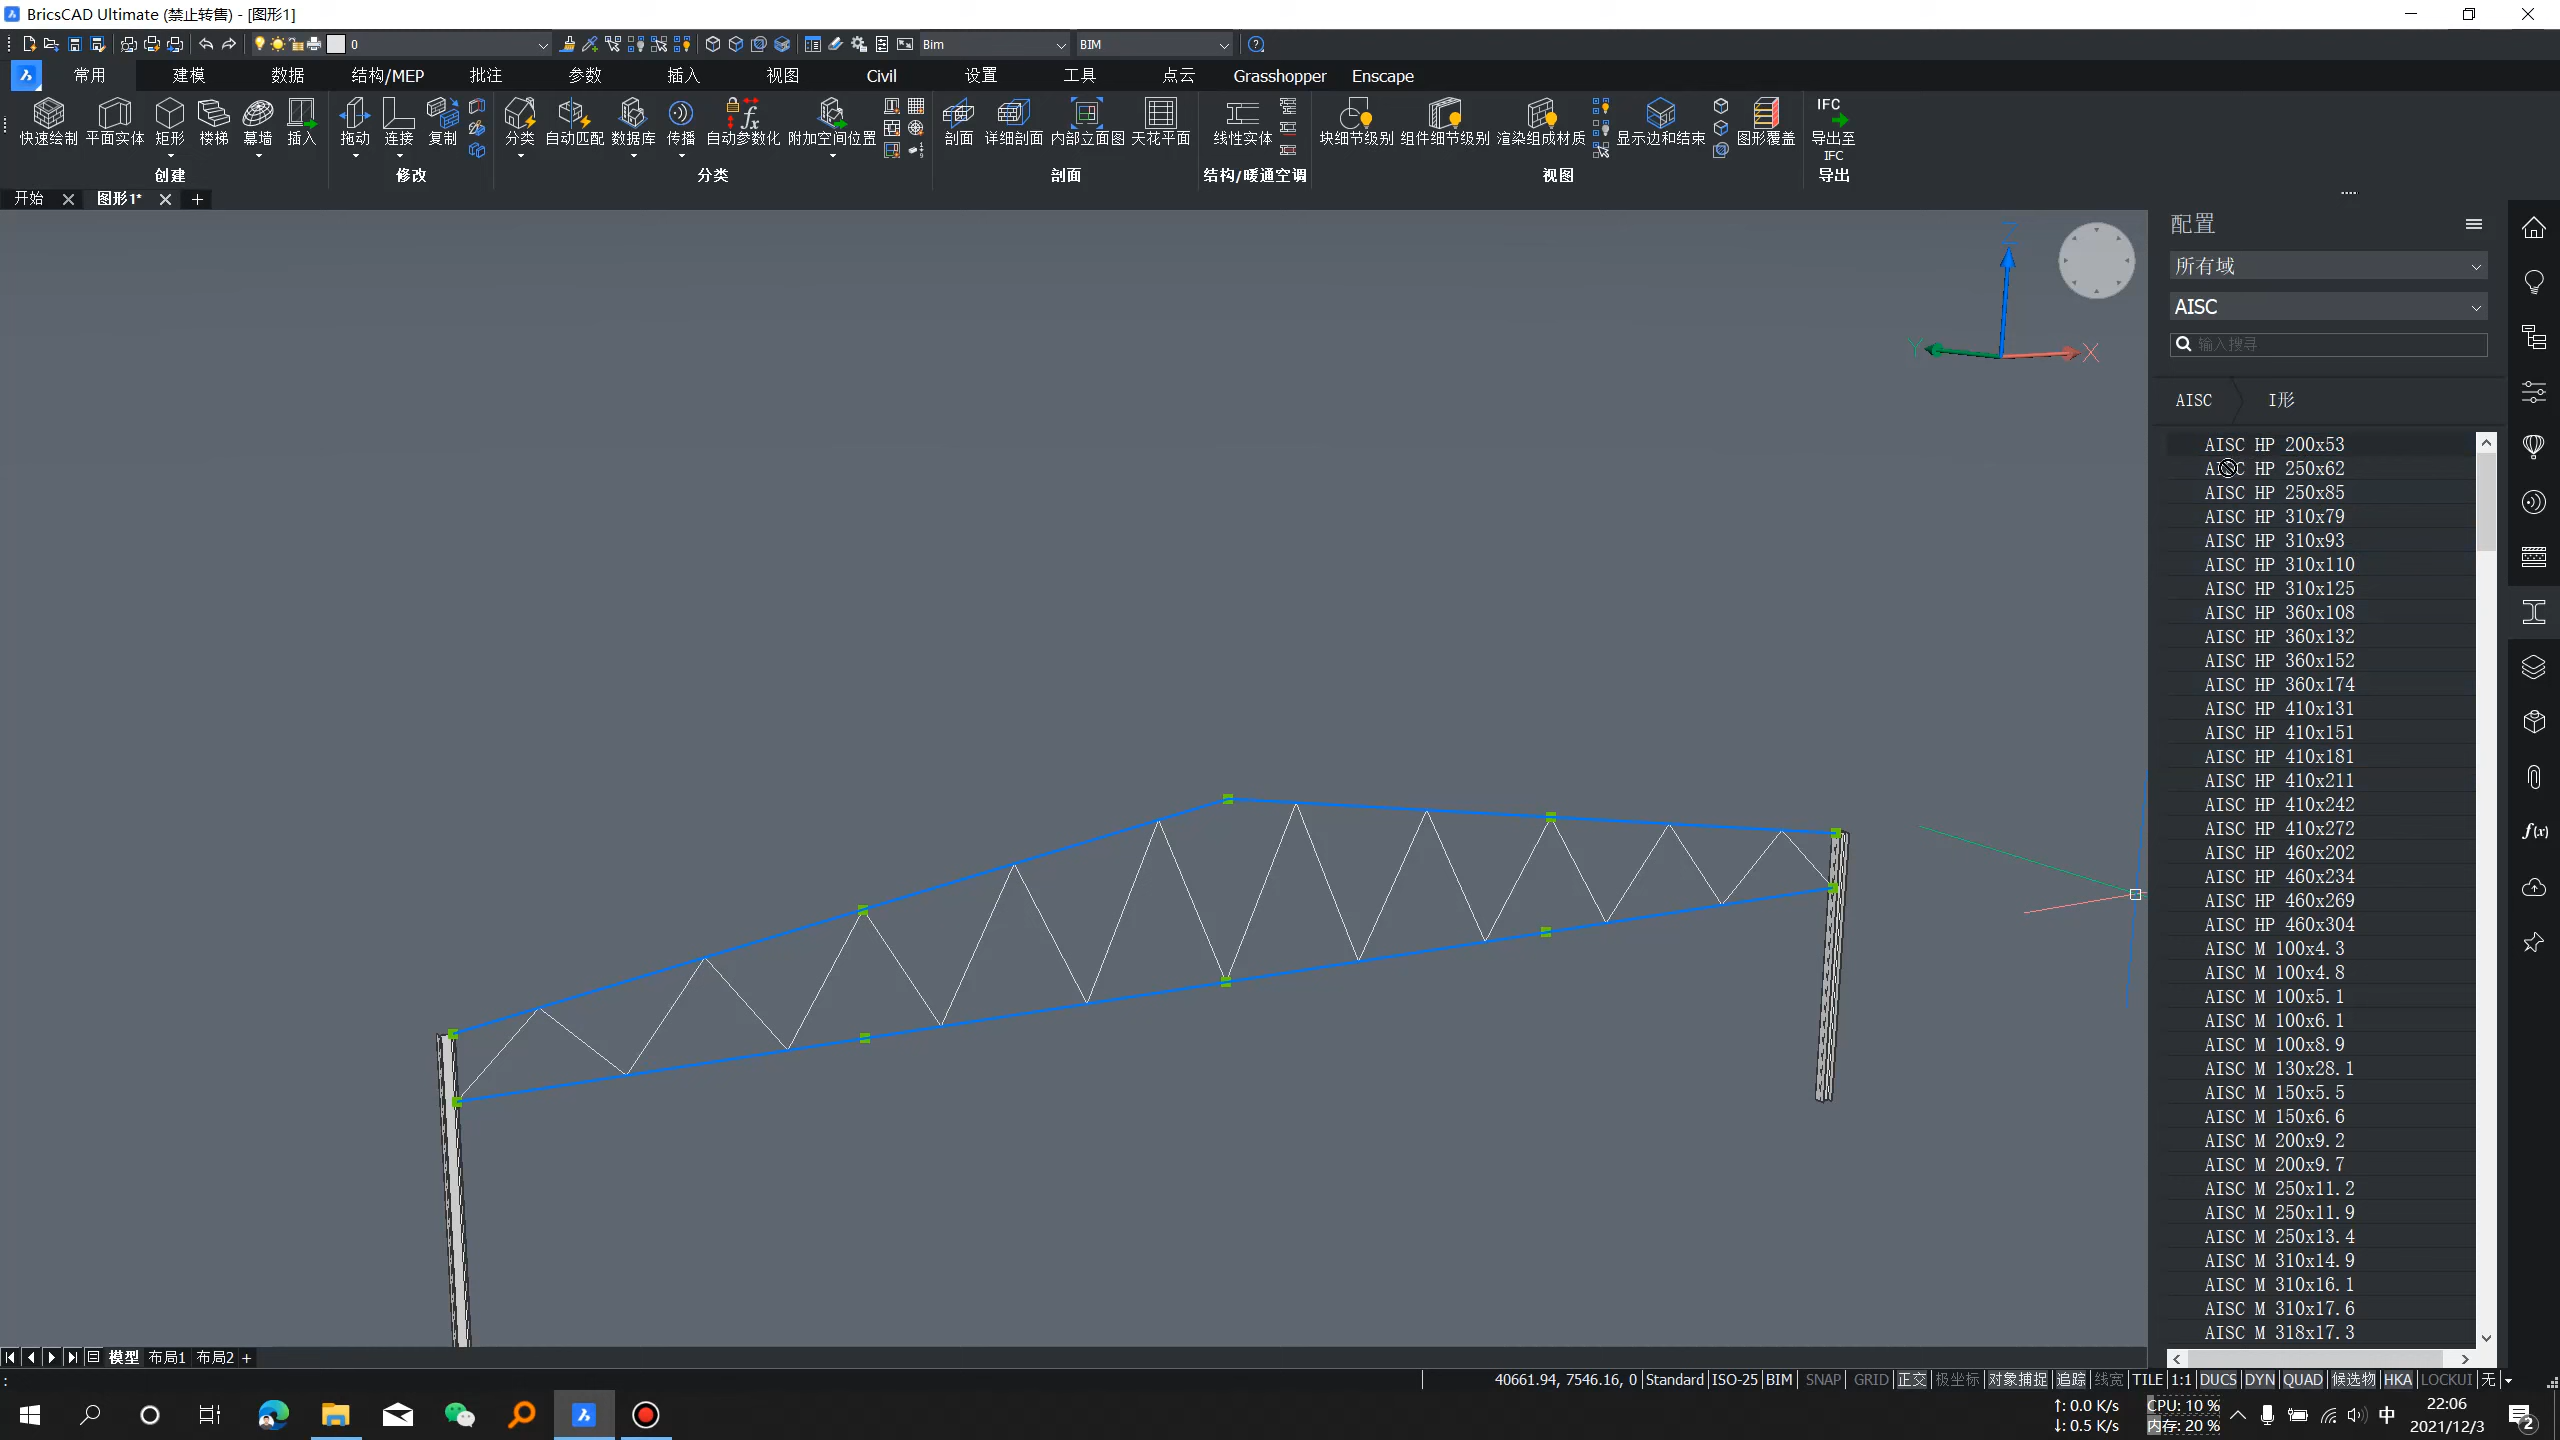 BricsCAD Ultimate (禁止转售) - [图形1]
0
Bim
BIM
常用 建模 数据 结构/MEP 批注 参数 插入 视图 Civil 设置 工具 点云 Grasshopper Enscape
快速绘制 平面实体 矩形 楼梯 幕墙 插入 拖动 连接 复制 分类 自动匹配 数据库 传播 自动参数化 附加空间位置 剖面 详细剖面 内部立面图 天花平面 线性实体 块细节级别 组件细节级别 渲染组成材质 显示边和结束 图形覆盖 IFC 导出至 IFC
创建 修改 分类 剖面 结构/暖通空调 视图 导出
开始 图形1* +
Z
Y
X
配置
所有域
AISC
输入搜寻
AISC I形
AISC HP 200x53
AISC HP 250x62
AISC HP 250x85
AISC HP 310x79
AISC HP 310x93
AISC HP 310x110
AISC HP 310x125
AISC HP 360x108
AISC HP 360x132
AISC HP 360x152
AISC HP 360x174
AISC HP 410x131
AISC HP 410x151
AISC HP 410x181
AISC HP 410x211
AISC HP 410x242
AISC HP 410x272
AISC HP 460x202
AISC HP 460x234
AISC HP 460x269
AISC HP 460x304
AISC M 100x4.3
AISC M 100x4.8
AISC M 100x5.1
AISC M 100x6.1
AISC M 100x8.9
AISC M 130x28.1
AISC M 150x5.5
AISC M 150x6.6
AISC M 200x9.2
AISC M 200x9.7
AISC M 250x11.2
AISC M 250x11.9
AISC M 250x13.4
AISC M 310x14.9
AISC M 310x16.1
AISC M 310x17.6
AISC M 318x17.3
f(x)
模型 布局1 布局2 +
:
40661.94, 7546.16, 0 Standard ISO-25 BIM SNAP GRID 正交 极坐标 对象捕捉 追踪 线宽 TILE 1:1 DUCS DYN QUAD 候选物 HKA LOCKUI 无
↑: 0.0 K/s
↓: 0.5 K/s
CPU: 10 %
内存: 20 %
中
22:06
2021/12/3
2